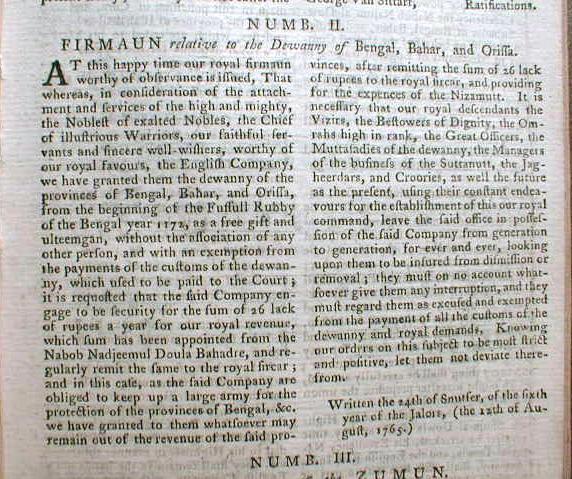 Ratifications.
NUMB. II.
FIRMAUN relative to the Dewanny of Bengal, Bahar, and Orissa.
AT this happy time our royal firmaun
worthy of observance is issued, That
whereas, in consideration of the attach-
ment and services of the high and mighty,
the Noblest of exalted Nobles, the Chief
of illustrious Warriors, our faithful ser-
vants and sincere well-wishers, worthy of
our royal favours, the English Company,
we have granted them the dewanny of the
provinces of Bengal, Bahar, and Orissa,
from the beginning of the Fussull Rubby
of the Bengal year 1172, as a free gift and
ulteemgan, without the association of any
other person, and with an exemption from
the payments of the customs of the dewan-
ny, which used to be paid to the Court;
it is requested that the said Company en-
gage to be security for the sum of 26 lack
of rupees a year for our royal revenue,
which sum has been appointed from the
Nabob Nadjeemul Doula Bahadre, and re-
gularly remit the same to the royal sircar;
and in this case, as the said Company are
obliged to keep up a large army for the
protection of the provinces of Bengal, &c.
we have granted to them whatsoever may
remain out of the revenue of the said pro-
vinces, after remitting the sum of 26 lack
of rupees to the royal sircar, and providing
for the expences of the Nizamutt. It is
necessary that our royal descendants the
Vizirs, the Bestowers of Dignity, the Om-
rahs high in rank, the Great Officers, the
Muttasadies of the dewanny, the Managers
of the business of the Suttanutt, the Jag-
heerdars, and Croories, as well the future
as the present, using their constant endea-
vours for the establishment of this our royal
command, leave the said office in posses-
sion of the said Company from generation
to generation, for ever and ever, looking
upon them to be insured from dismission or
removal; they must on no account what-
soever give them any interruption, and they
must regard them as excused and exempted
from the payment of all the customs of the
dewanny and royal demands. Knowing
our orders on this subject to be most strict
and positive, let them not deviate there-
from.
Written the 24th of Snutser, of the sixth
year of the Jaloss, (the 12th of Au-
gust, 1765.)
NUMB. III.
ZUMUN.